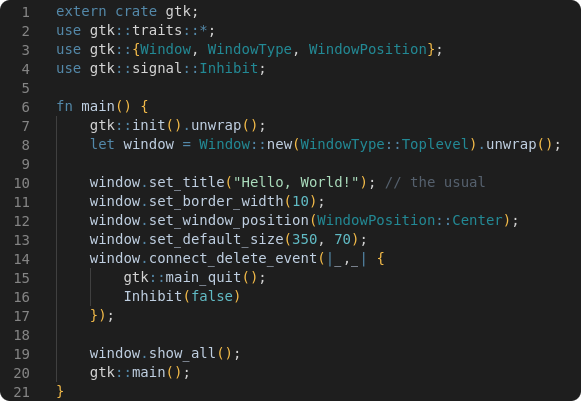 1 extern crate gtk;
2 use gtk::traits::*;
3 use gtk::{Window, WindowType, WindowPosition};
4 use gtk::signal::Inhibit;
5
6 fn main() {
7     gtk::init().unwrap();
8     let window = Window::new(WindowType::Toplevel).unwrap();
9
10     window.set_title("Hello, World!"); // the usual
11     window.set_border_width(10);
12     window.set_window_position(WindowPosition::Center);
13     window.set_default_size(350, 70);
14     window.connect_delete_event(|_,_| {
15         gtk::main_quit();
16         Inhibit(false)
17     });
18
19     window.show_all();
20     gtk::main();
21 }